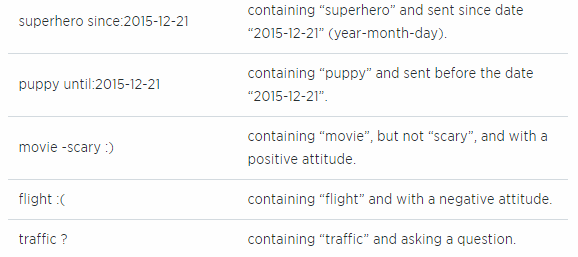 superhero since:2015-12-21
containing “superhero” and sent since date
“2015-12-21” (year-month-day).
puppy until:2015-12-21
containing “puppy” and sent before the date
“2015-12-21”.
movie -scary :)
containing “movie”, but not “scary”, and with a
positive attitude.
flight :(
containing “flight” and with a negative attitude.
traffic ?
containing “traffic” and asking a question.